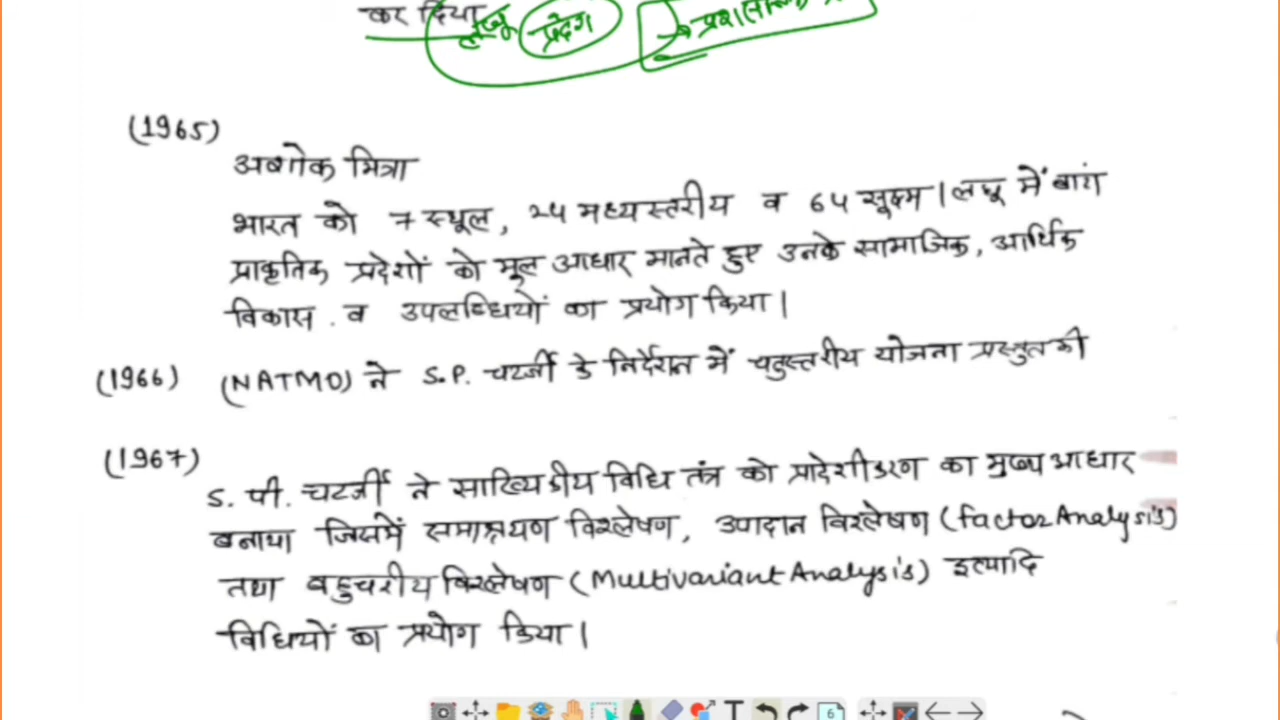 कर दिया
प्रदेश
(1965)
अशोक मित्रा
भारत को 7 स्थूल, 24 मध्यस्तरीय व 64 सूक्ष्म।लघु में बांटा
प्राकृतिक प्रदेशों को मूल आधार मानते हुए उनके सामाजिक, आर्थिक
विकास व उपलब्धियों का प्रयोग किया।
(1966) (NATMO) ने S.P. चटर्जी के निर्देशन में चतुस्तरीय योजना प्रस्तुत की
(1967)
S. पी. चटर्जी ने सांख्यिकीय विधि तंत्र को प्रादेशीकरण का मुख्य आधार
बनाया जिसमें समाश्रयण विश्लेषण, उपादान विश्लेषण (factor Analysis)
तथा बहुचरीय विश्लेषण (Multivariant Analysis) इत्यादि
विधियों का प्रयोग किया।
T 6